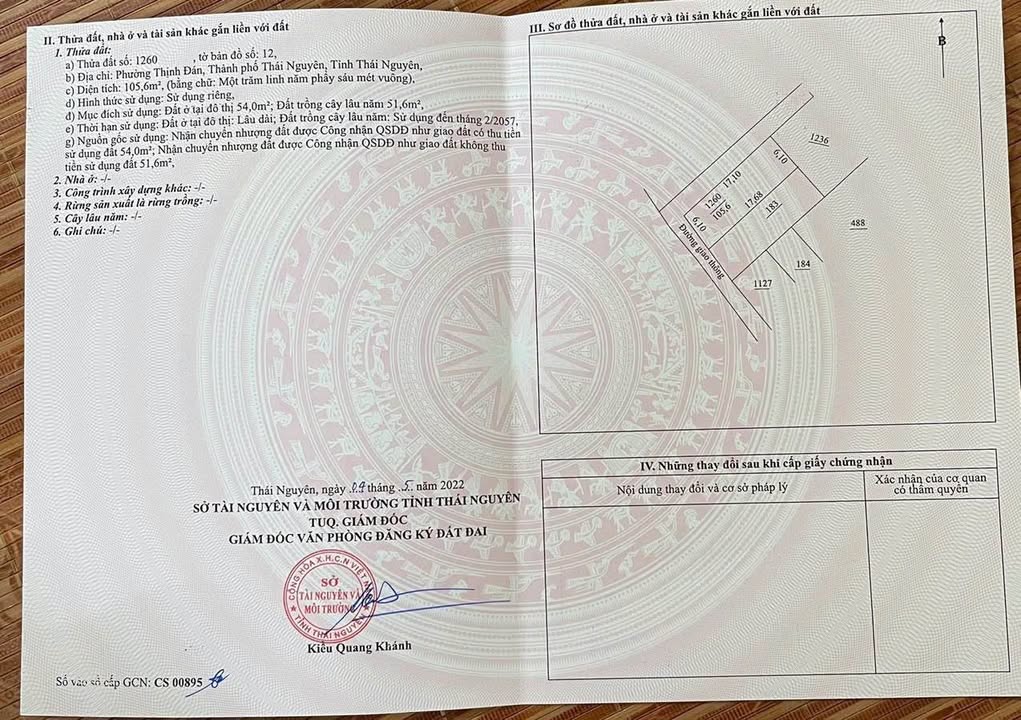 II. Thửa đất, nhà ở và tài sản khác gắn liền với đất
1. Thửa đất:
a) Thửa đất số: 1260 , tờ bản đồ số: 12,
b) Địa chỉ: Phường Thịnh Đán, Thành phố Thái Nguyên, Tỉnh Thái Nguyên,
c) Diện tích: 105,6m², (bằng chữ: Một trăm linh năm phẩy sáu mét vuông),
d) Hình thức sử dụng: Sử dụng riêng,
đ) Mục đích sử dụng: Đất ở tại đô thị 54,0m²; Đất trồng cây lâu năm 51,6m²,
e) Thời hạn sử dụng: Đất ở tại đô thị: Lâu dài; Đất trồng cây lâu năm: Sử dụng đến tháng 2/2057,
g) Nguồn gốc sử dụng: Nhận chuyển nhượng đất được Công nhận QSDĐ như giao đất có thu tiền
sử dụng đất 54,0m²; Nhận chuyển nhượng đất được Công nhận QSDĐ như giao đất không thu
tiền sử dụng đất 51,6m²,
2. Nhà ở: -/-
3. Công trình xây dựng khác: -/-
4. Rừng sản xuất là rừng trồng: -/-
5. Cây lâu năm: -/-
6. Ghi chú: -/-
Thái Nguyên, ngày tháng 5 năm 2022
SỞ TÀI NGUYÊN VÀ MÔI TRƯỜNG TỈNH THÁI NGUYÊN
TUQ. GIÁM ĐỐC
GIÁM ĐỐC VĂN PHÒNG ĐĂNG KÝ ĐẤT ĐAI
CỘNG HÒA X.H.C.N VIỆT NAM
SỞ
TÀI NGUYÊN VÀ
MÔI TRƯỜNG
TỈNH THÁI NGUYÊN
Kiều Quang Khánh
Số vào sổ cấp GCN: CS 00895
III. Sơ đồ thửa đất, nhà ở và tài sản khác gắn liền với đất
B
1236
6,10
17,10
1260
105,6
17,68
183
6,10
Đường giao thông
488
184
1127
IV. Những thay đổi sau khi cấp giấy chứng nhận
Nội dung thay đổi và cơ sở pháp lý
Xác nhận của cơ quan
có thẩm quyền